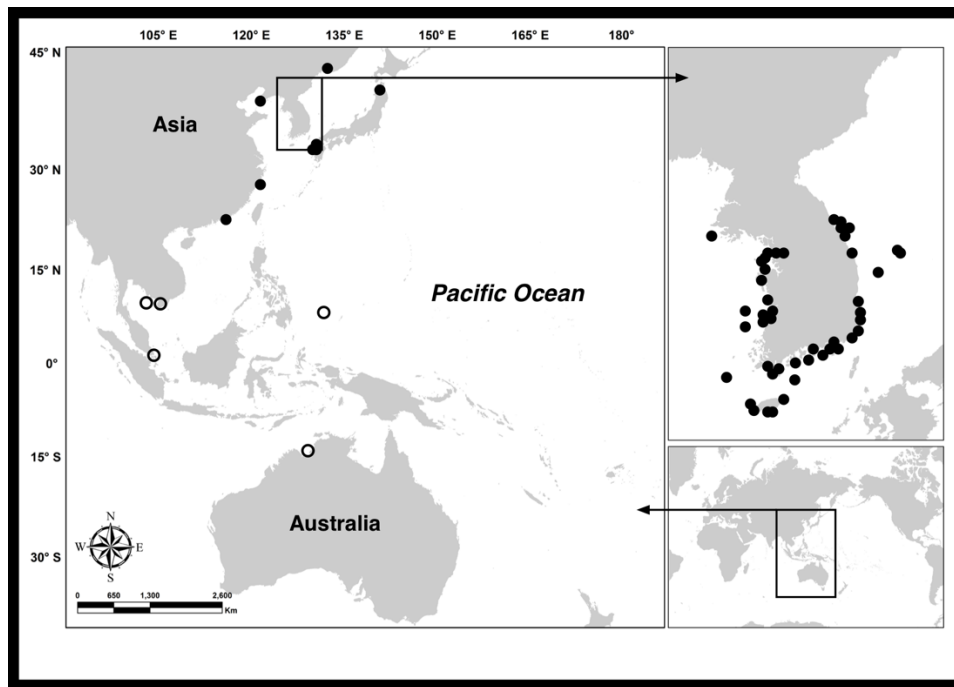 105° E 120° E 135° E 150° E 165° E 180°
45° N
Asia
30° N
15° N
Pacific Ocean
0°
15° S
Australia
N
W E
S
30° S
0 650 1,300 2,600
Km